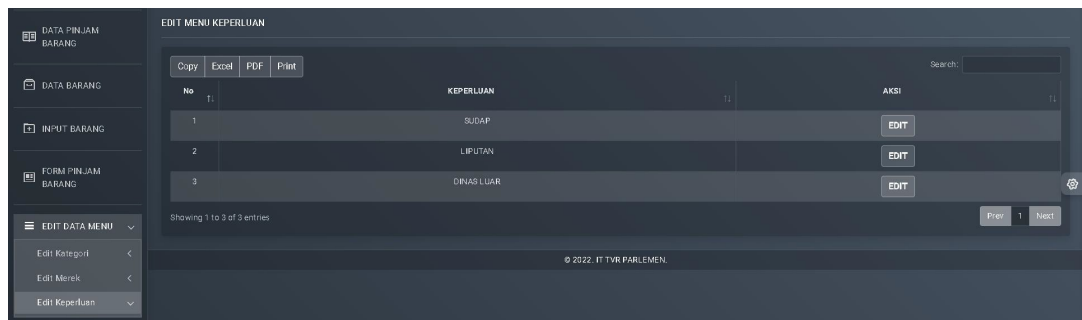 DATA PINJAM
BARANG
DATA BARANG
INPUT BARANG
FORM PINJAM
BARANG
EDIT DATA MENU
Edit Kategori
Edit Merek
Edit Keperluan
EDIT MENU KEPERLUAN
Copy Excel PDF Print
Search:
No KEPERLUAN AKSI
1 SUDAP EDIT
2 LIPUTAN EDIT
3 DINAS LUAR EDIT
Showing 1 to 3 of 3 entries
Prev 1 Next
© 2022. IT TVR PARLEMEN.